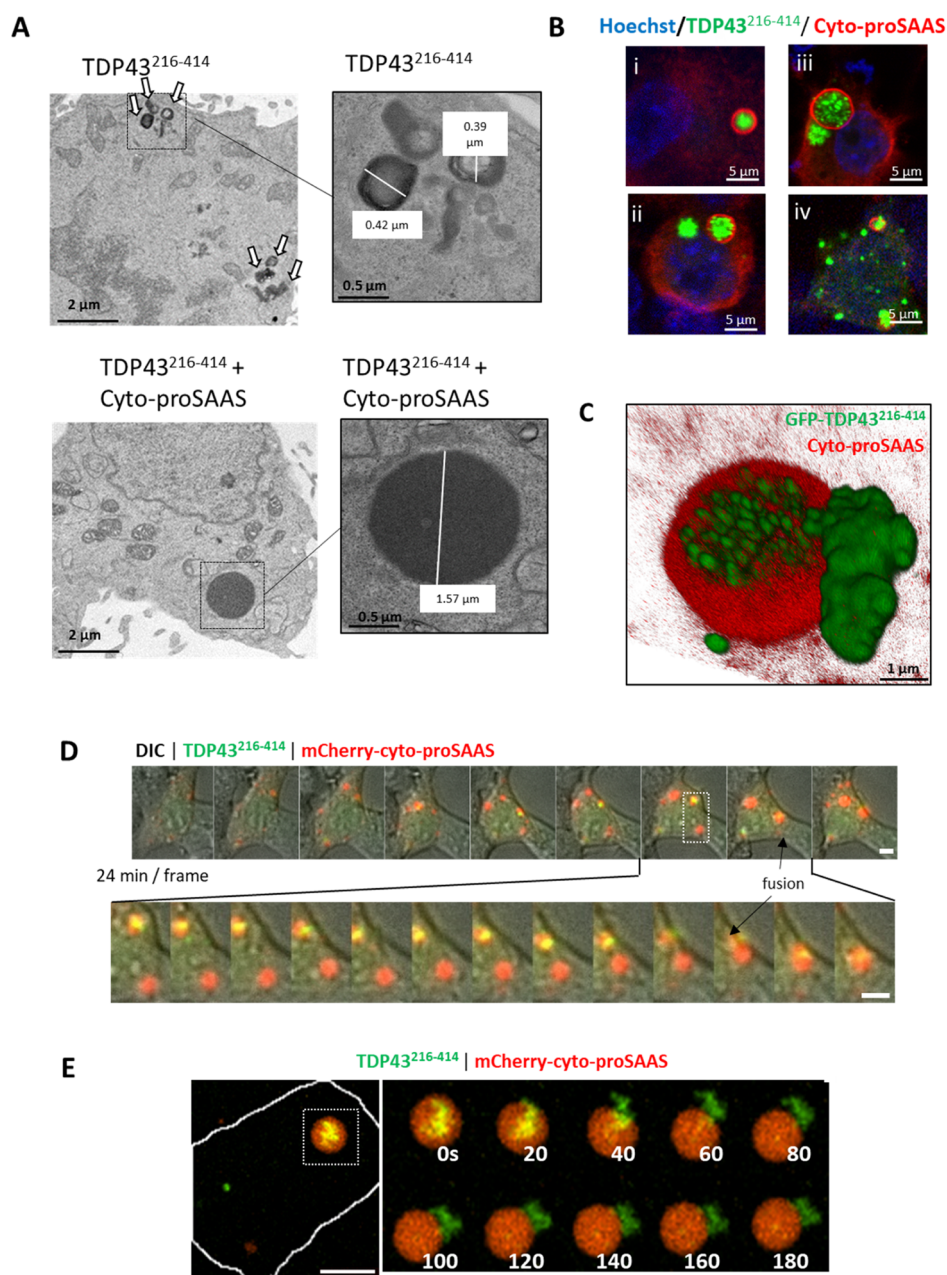 A
TDP43²¹⁶⁻⁴¹⁴
TDP43²¹⁶⁻⁴¹⁴
0.39
µm
0.42 µm
2 µm
0.5 µm
TDP43²¹⁶⁻⁴¹⁴ +
Cyto-proSAAS
TDP43²¹⁶⁻⁴¹⁴ +
Cyto-proSAAS
1.57 µm
2 µm
0.5 µm
B
Hoechst/TDP43²¹⁶⁻⁴¹⁴/ Cyto-proSAAS
i
5 µm
iii
5 µm
ii
5 µm
iv
5 µm
C
GFP-TDP43²¹⁶⁻⁴¹⁴
Cyto-proSAAS
1 µm
D
DIC | TDP43²¹⁶⁻⁴¹⁴ | mCherry-cyto-proSAAS
24 min / frame
fusion
E
TDP43²¹⁶⁻⁴¹⁴ | mCherry-cyto-proSAAS
0s 20 40 60 80
100 120 140 160 180